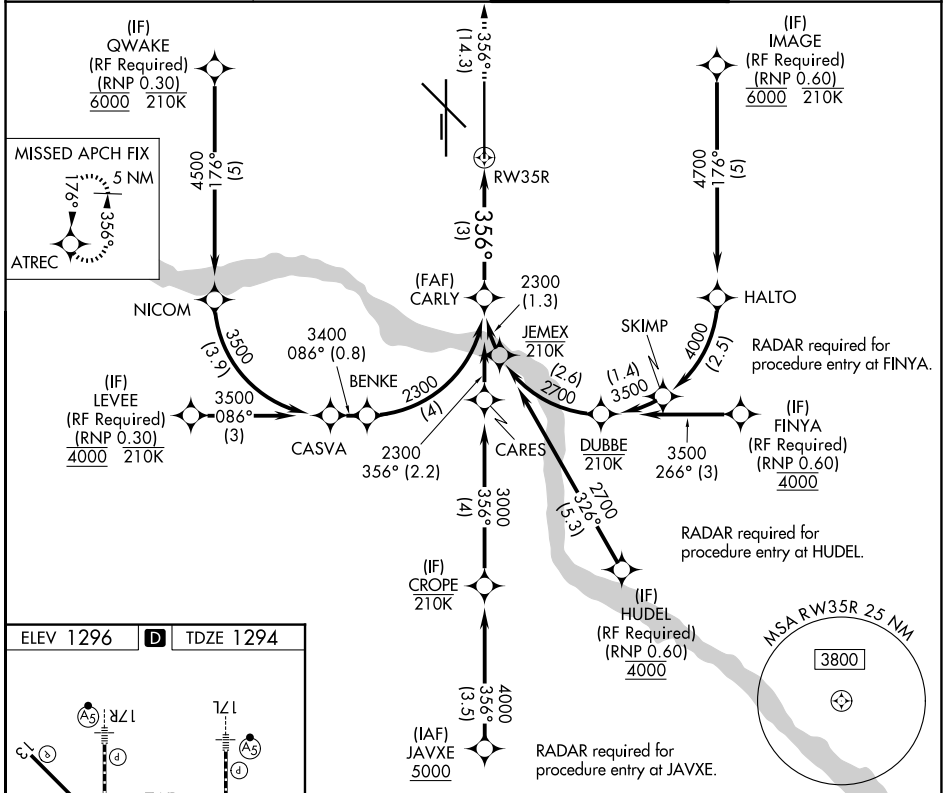 (IF)
QWAKE
(RF Required)
(RNP 0.30)
6000 210K
356°
(14.3)
(IF)
IMAGE
(RF Required)
(RNP 0.60)
6000 210K
MISSED APCH FIX
5 NM
176°
356°
ATREC
4500
176°
(5)
RW35R
356°
(3)
4700
176°
(5)
NICOM
(FAF)
CARLY
2300
(1.3)
HALTO
JEMEX
210K
SKIMP
4000
(2.5)
RADAR required for
procedure entry at FINYA.
3500
(3.9)
3400
086° (0.8)
BENKE
2300
(4)
(2.6)
2700
(1.4)
3500
(IF)
LEVEE
(RF Required)
(RNP 0.30)
4000 210K
3500
086°
(3)
CASVA
2300
356° (2.2)
CARES
DUBBE
210K
3500
266° (3)
(IF)
FINYA
(RF Required)
(RNP 0.60)
4000
3000
356°
(4)
2700
326°
(5.3)
RADAR required for
procedure entry at HUDEL.
(IF)
CROPE
210K
(IF)
HUDEL
(RF Required)
(RNP 0.60)
4000
4000
356°
(3.5)
(IAF)
JAVXE
5000
RADAR required for
procedure entry at JAVXE.
MSA RW35R 25 NM
3800
ELEV 1296 D TDZE 1294
A5
17R
17L
A5
13
P
P
P